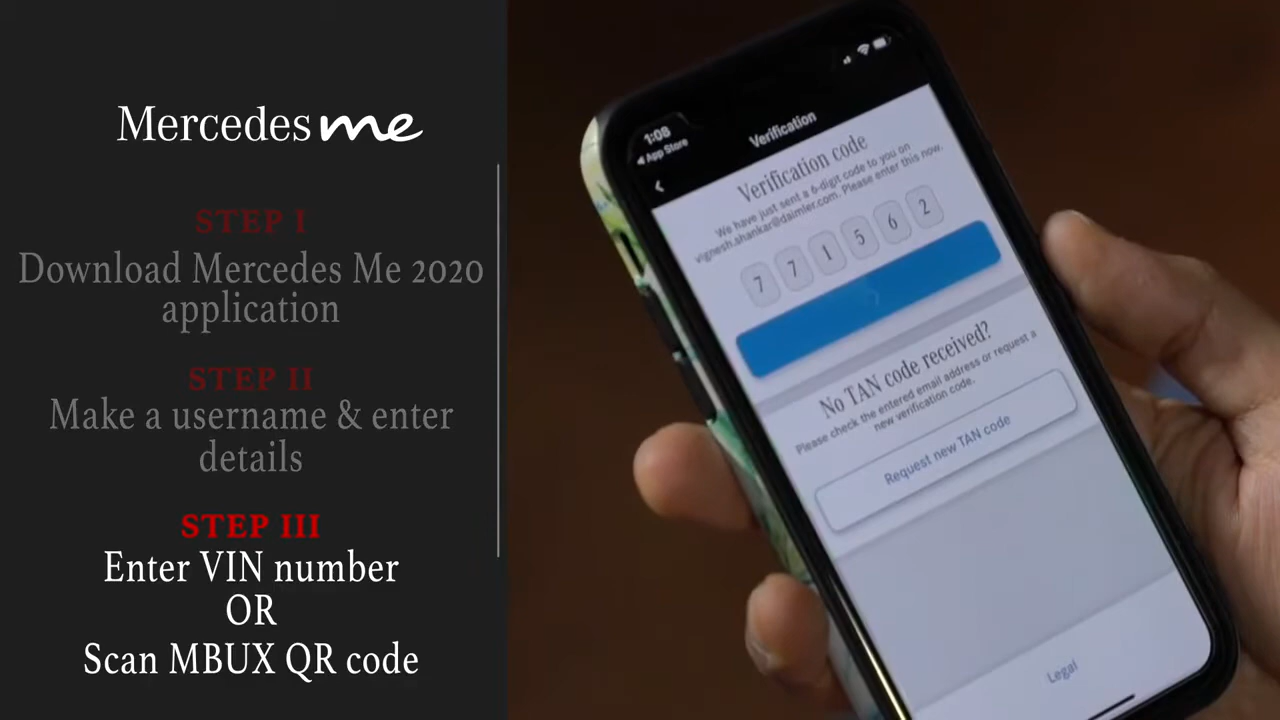 Mercedes me
STEP I
Download Mercedes Me 2020
application
STEP II
Make a username & enter
details
STEP III
Enter VIN number
OR
Scan MBUX QR code
1:08
App Store
Verification
Verification code
We have just sent a 6-digit code to you on
vignesh.shankar@daimler.com. Please enter this now.
7 7 1 5 6 2
No TAN code received?
Please check the entered email address or request a
new verification code.
Request new TAN code
Legal